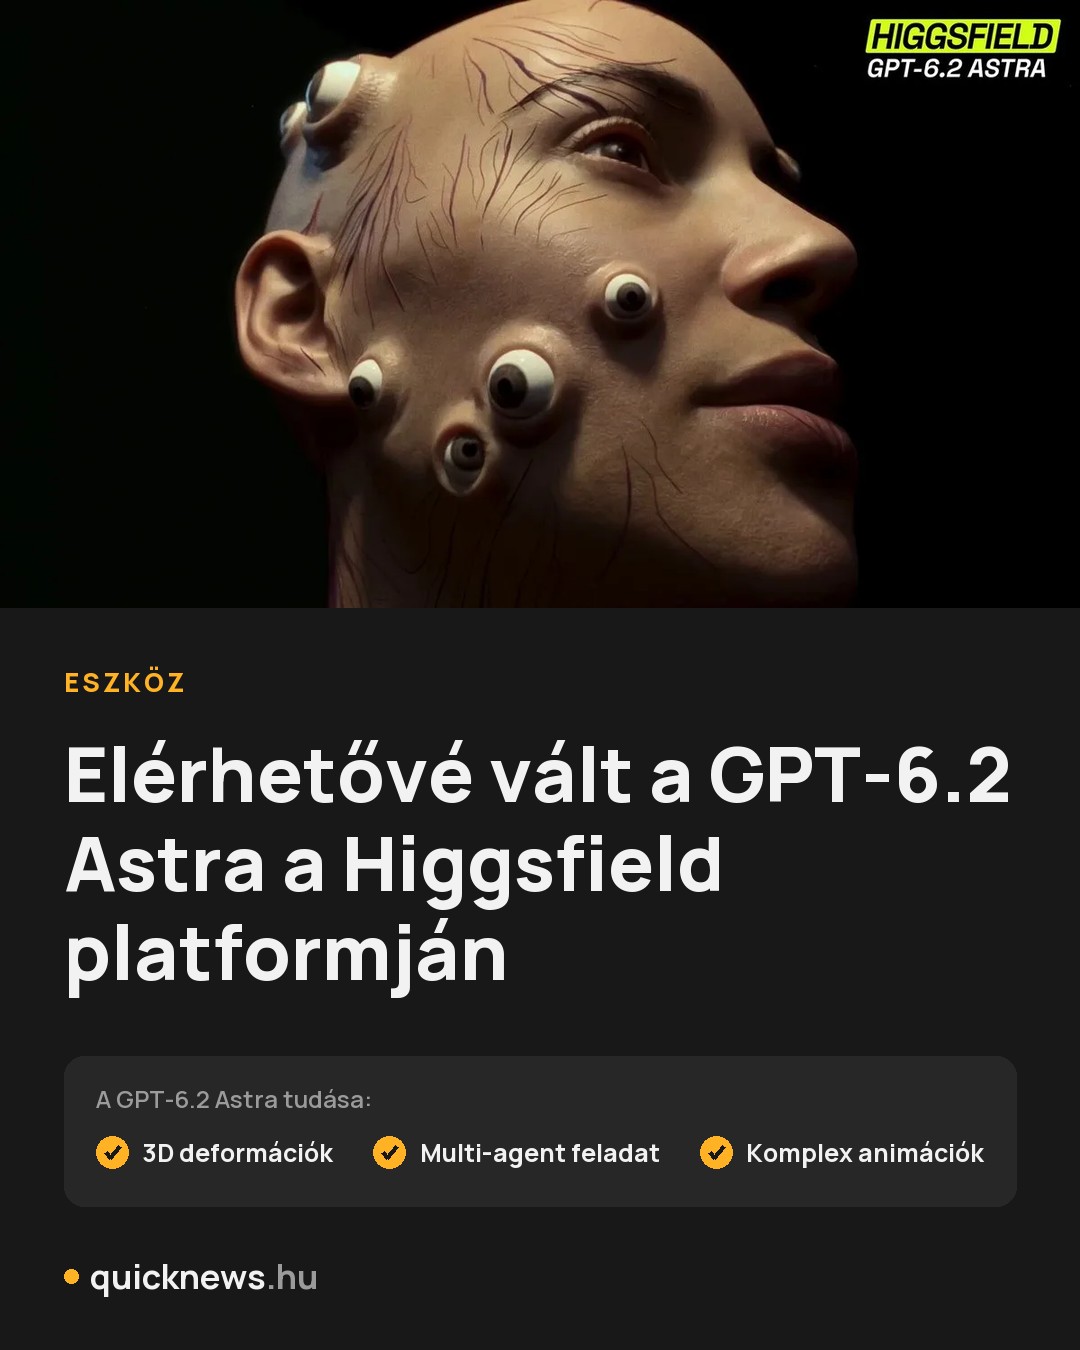 HIGGSFIELD
GPT-6.2 ASTRA
ESZKÖZ
Elérhetővé vált a GPT-6.2
Astra a Higgsfield
platformján
A GPT-6.2 Astra tudása:
3D deformációk
Multi-agent feladat
Komplex animációk
quicknews.hu